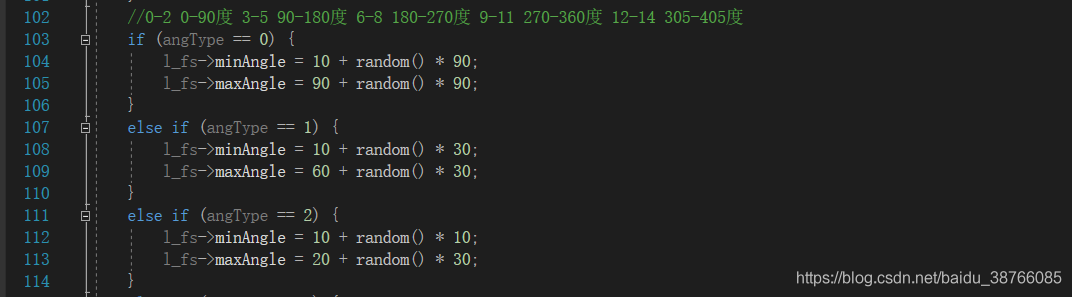 102 //0-2 0-90度 3-5 90-180度 6-8 180-270度 9-11 270-360度 12-14 305-405度
103 if (angType == 0) {
104 l_fs->minAngle = 10 + random() * 90;
105 l_fs->maxAngle = 90 + random() * 90;
106 }
107 else if (angType == 1) {
108 l_fs->minAngle = 10 + random() * 30;
109 l_fs->maxAngle = 60 + random() * 30;
110 }
111 else if (angType == 2) {
112 l_fs->minAngle = 10 + random() * 10;
113 l_fs->maxAngle = 20 + random() * 30;
114 }
https://blog.csdn.net/baidu_38766085